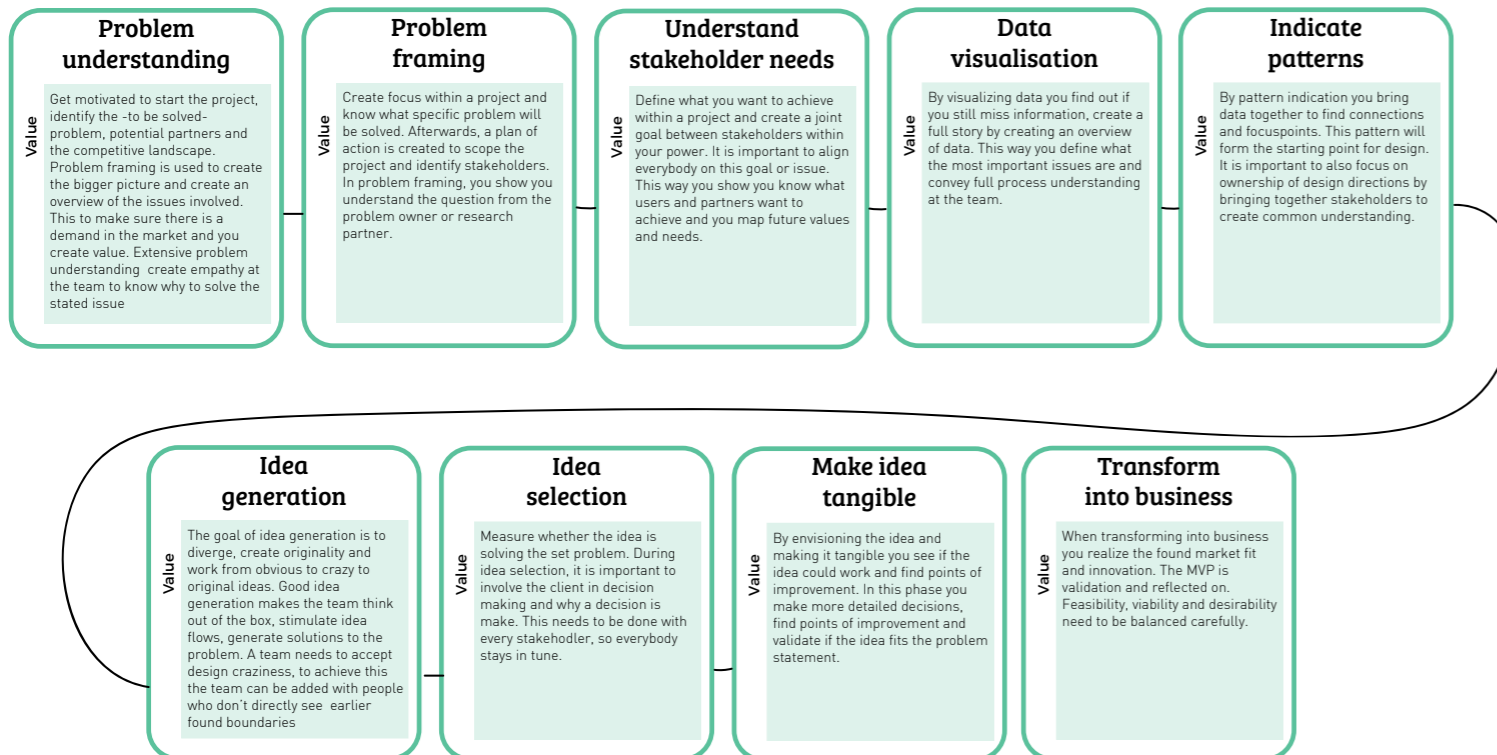 Problem
understanding
Value
Get motivated to start the project,
identify the -to be solved-
problem, potential partners and
the competitive landscape.
Problem framing is used to create
the bigger picture and create an
overview of the issues involved.
This to make sure there is a
demand in the market and you
create value. Extensive problem
understanding  create empathy at
the team to know why to solve the
stated issue
Problem
framing
Value
Create focus within a project and
know what specific problem will
be solved. Afterwards, a plan of
action is created to scope the
project and identify stakeholders.
In problem framing, you show you
understand the question from the
problem owner or research
partner.
Understand
stakeholder needs
Value
Define what you want to achieve
within a project and create a joint
goal between stakeholders within
your power. It is important to align
everybody on this goal or issue.
This way you show you know what
users and partners want to
achieve and you map future values
and needs.
Data
visualisation
Value
By visualizing data you find out if
you still miss information, create a
full story by creating an overview
of data. This way you define what
the most important issues are and
convey full process understanding
at the team.
Indicate
patterns
Value
By pattern indication you bring
data together to find connections
and focuspoints. This pattern will
form the starting point for design.
It is important to also focus on
ownership of design directions by
bringing together stakeholders to
create common understanding.
Idea
generation
Value
The goal of idea generation is to
diverge, create originality and
work from obvious to crazy to
original ideas. Good idea
generation makes the team think
out of the box, stimulate idea
flows, generate solutions to the
problem. A team needs to accept
design craziness, to achieve this
the team can be added with people
who don't directly see  earlier
found boundaries
Idea
selection
Value
Measure whether the idea is
solving the set problem. During
idea selection, it is important to
involve the client in decision
making and why a decision is
make. This needs to be done with
every stakehodler, so everybody
stays in tune.
Make idea
tangible
Value
By envisioning the idea and
making it tangible you see if the
idea could work and find points of
improvement. In this phase you
make more detailed decisions,
find points of improvement and
validate if the idea fits the problem
statement.
Transform
into business
Value
When transforming into business
you realize the found market fit
and innovation. The MVP is
validation and reflected on.
Feasibility, viability and desirability
need to be balanced carefully.